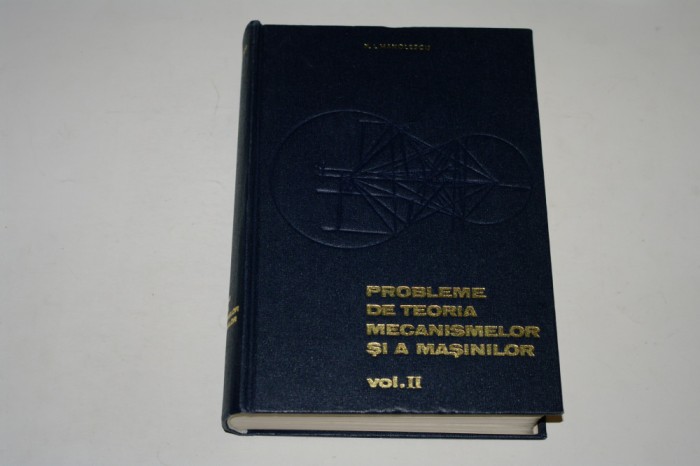 PROBLEME
DE TEORIA
MECANISMELOR
ŞI A MAŞINILOR
vol. II